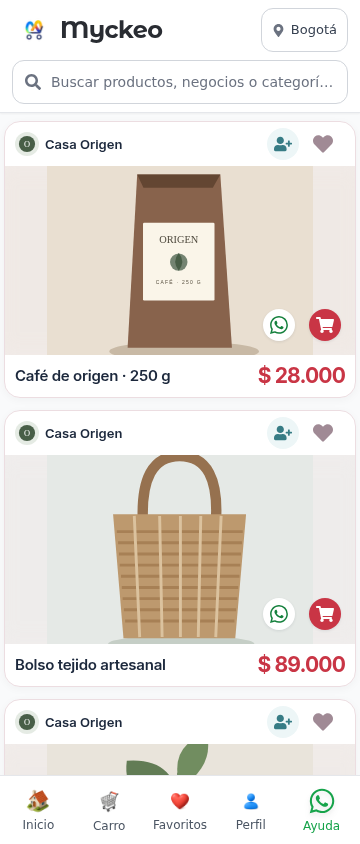 Myckeo
Bogotá
Buscar productos, negocios o categorí...
O
Casa Origen
ORIGEN
CAFÉ · 250 G
Café de origen · 250 g
$ 28.000
O
Casa Origen
Bolso tejido artesanal
$ 89.000
O
Casa Origen
Inicio
Carro
Favoritos
Perfil
Ayuda